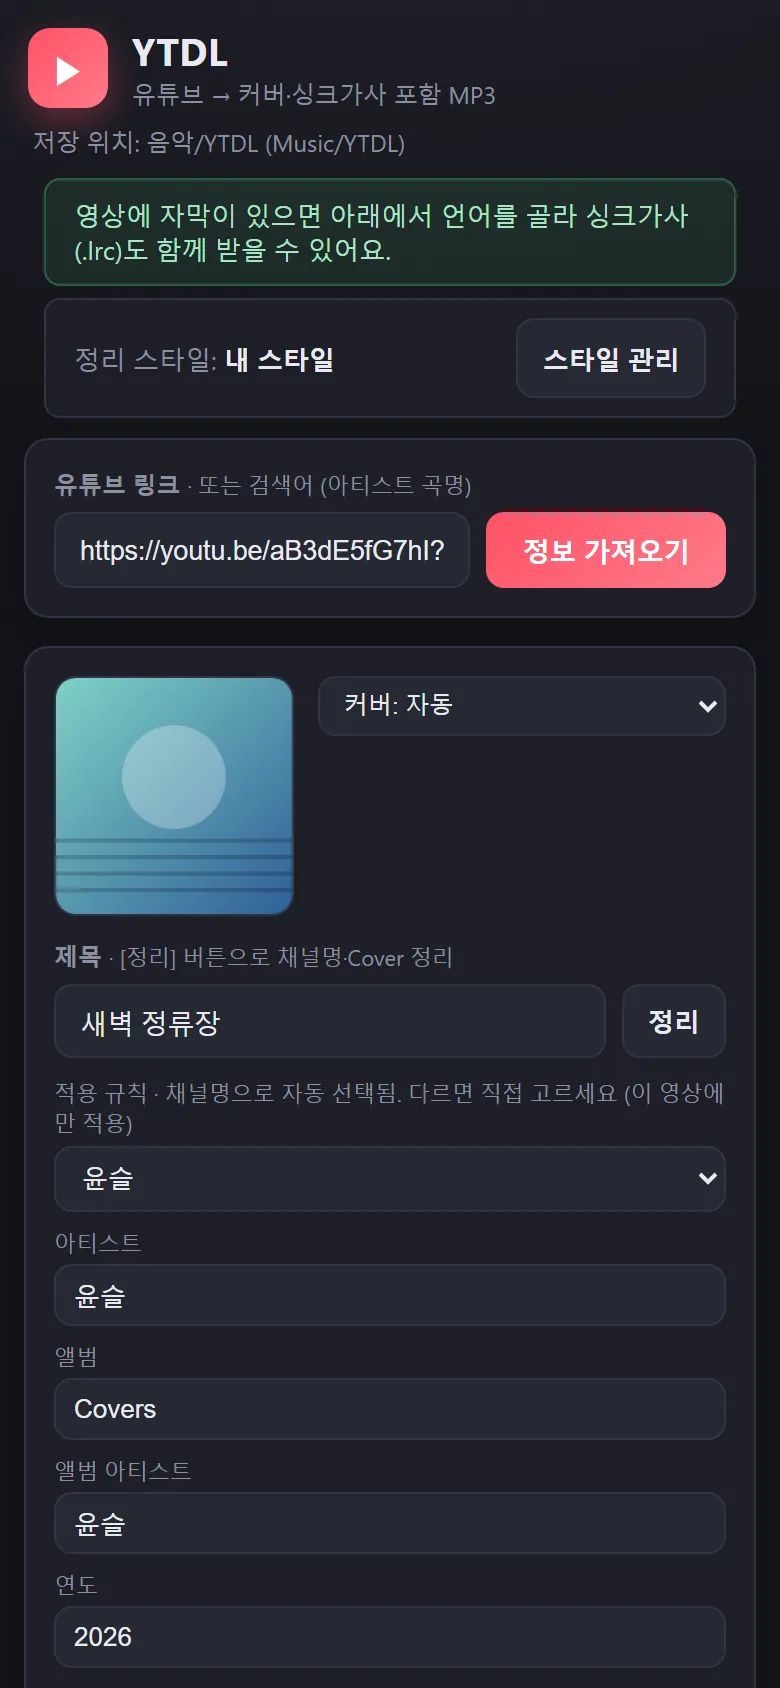 YTDL
유튜브 → 커버·싱크가사 포함 MP3
저장 위치: 음악/YTDL (Music/YTDL)
영상에 자막이 있으면 아래에서 언어를 골라 싱크가사
(.lrc)도 함께 받을 수 있어요.
정리 스타일: 내 스타일
스타일 관리
유튜브 링크 · 또는 검색어 (아티스트 곡명)
https://youtu.be/aB3dE5fG7hI?
정보 가져오기
커버: 자동
제목 · [정리] 버튼으로 채널명·Cover 정리
새벽 정류장
정리
적용 규칙 · 채널명으로 자동 선택됨. 다르면 직접 고르세요 (이 영상에
만 적용)
윤슬
아티스트
윤슬
앨범
Covers
앨범 아티스트
윤슬
연도
2026